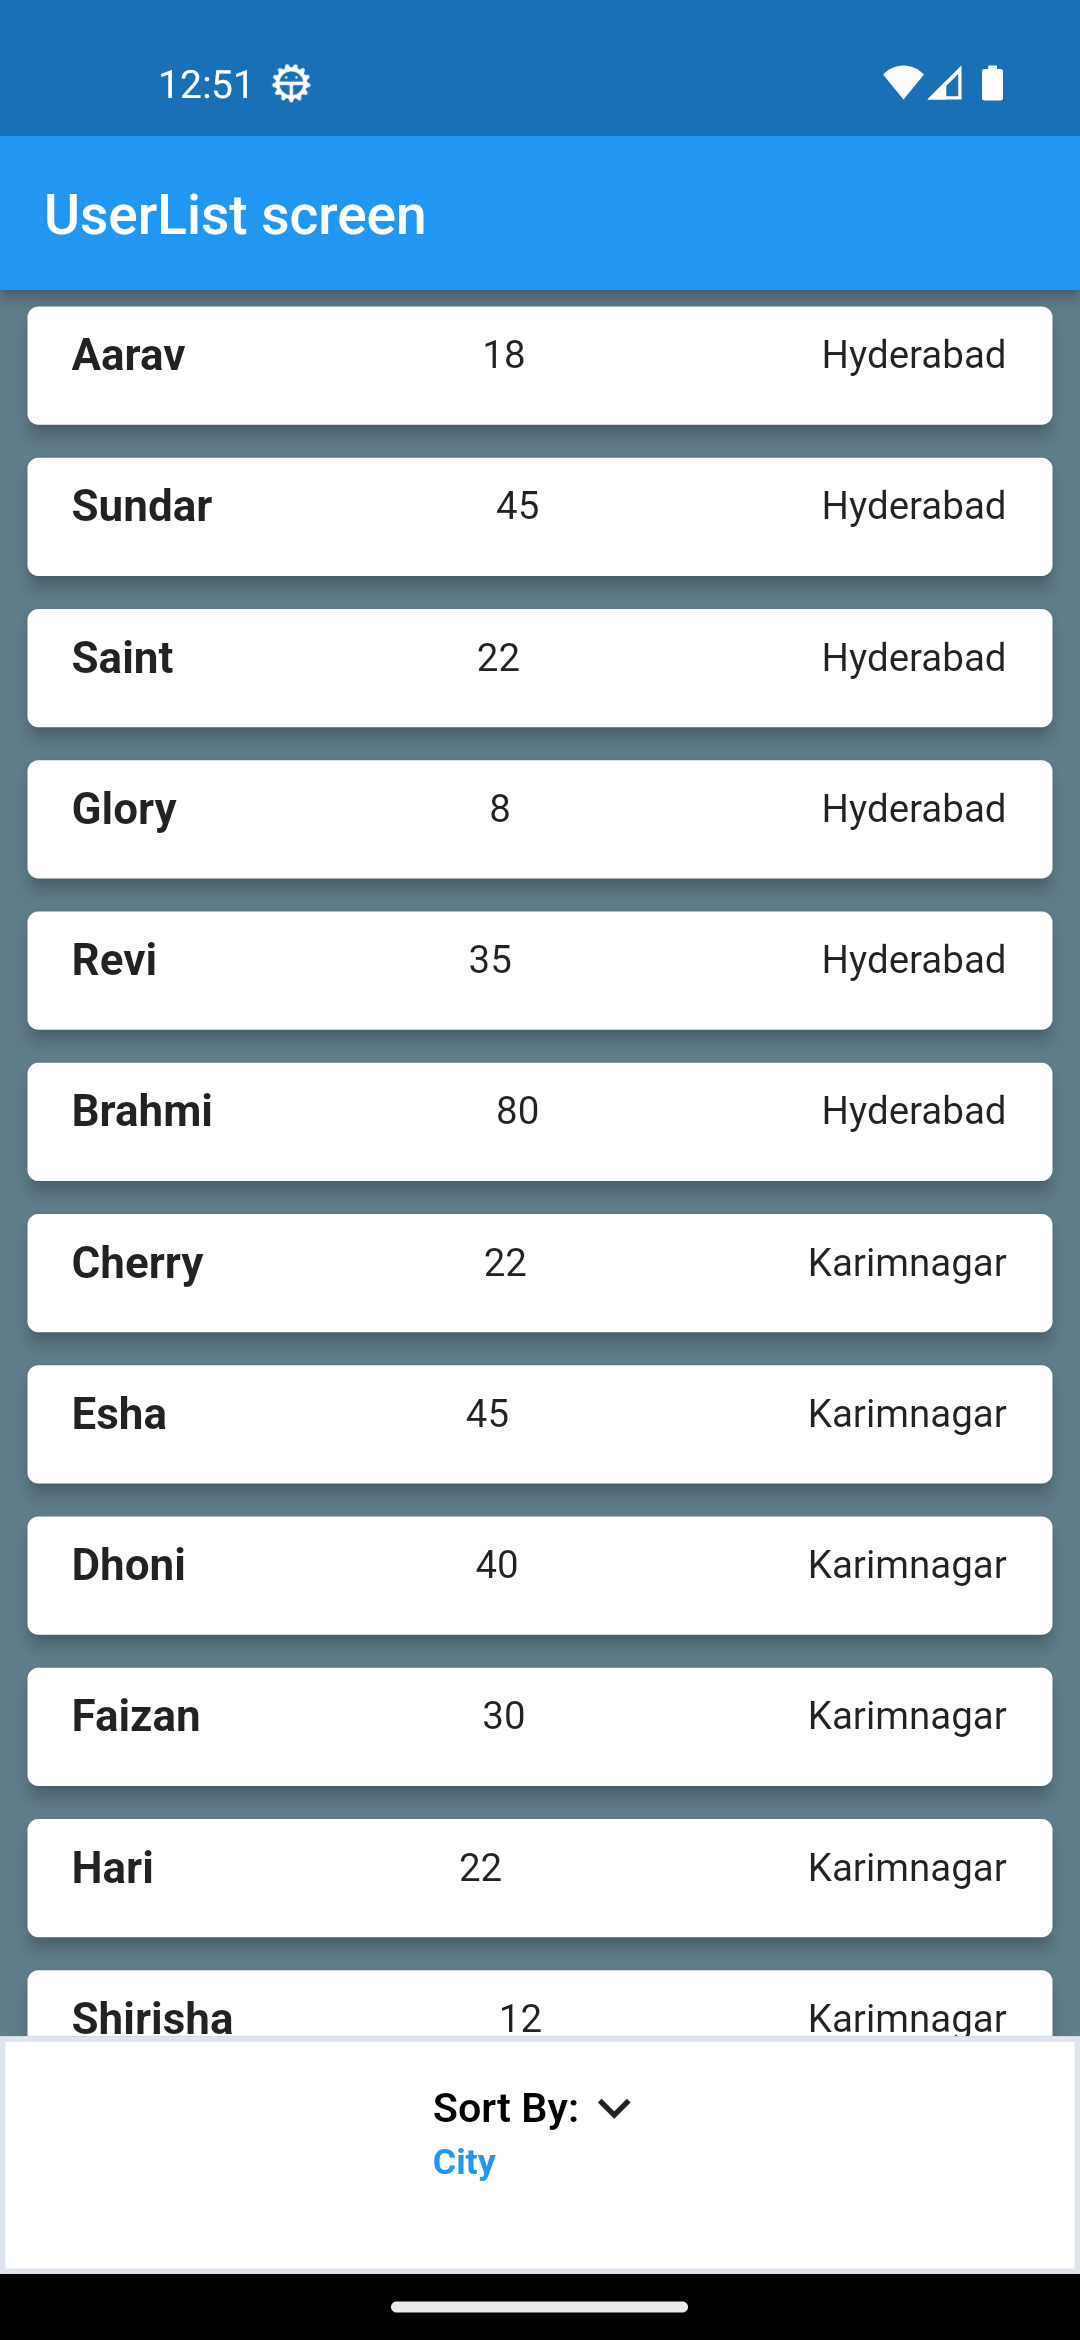 12:51
UserList screen
Aarav 18 Hyderabad
Sundar 45 Hyderabad
Saint 22 Hyderabad
Glory 8 Hyderabad
Revi 35 Hyderabad
Brahmi 80 Hyderabad
Cherry 22 Karimnagar
Esha 45 Karimnagar
Dhoni 40 Karimnagar
Faizan 30 Karimnagar
Hari 22 Karimnagar
Shirisha 12 Karimnagar
Sort By:
City